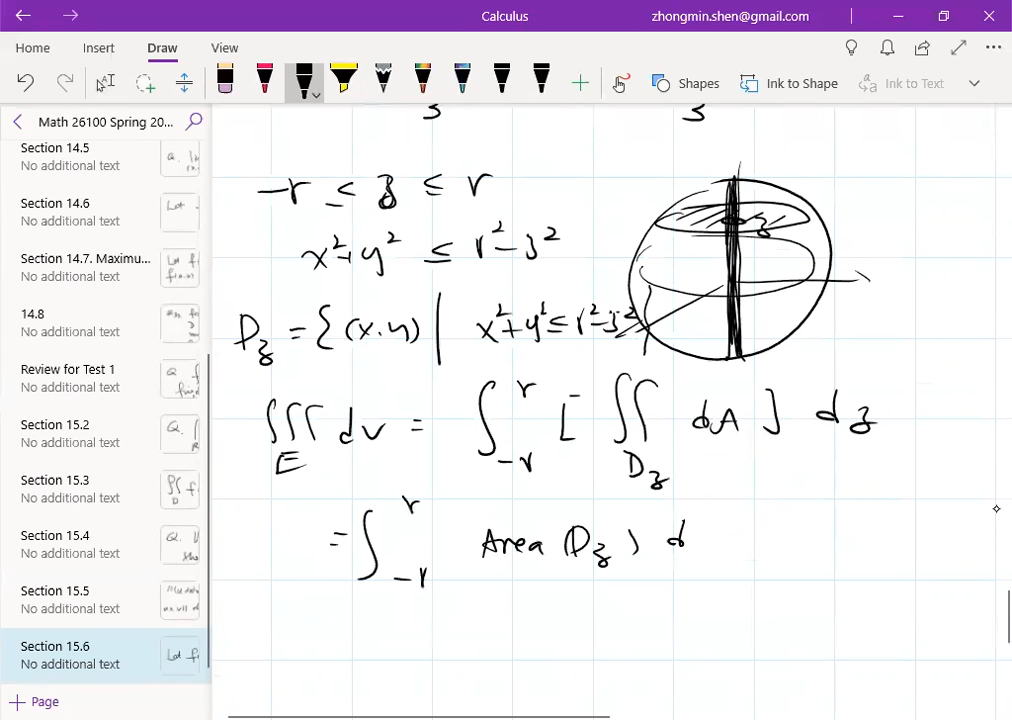 Calculus
zhongmin.shen@gmail.com
Home Insert Draw View
Shapes
Ink to Shape
Ink to Text
Math 26100 Spring 20...
Section 14.5
No additional text
Section 14.6
No additional text
Section 14.7. Maximu...
No additional text
14.8
No additional text
Review for Test 1
No additional text
Section 15.2
No additional text
Section 15.3
No additional text
Section 15.4
No additional text
Section 15.5
No additional text
Section 15.6
No additional text
Page
3 3
-r ≤ z ≤ r
x² + y² ≤ r² - z²
D_z = {(x.y) | x² + y² ≤ r² - z²
D_z
∭_E dv = ∫_{-r}^{r} [ ∬_{D_z} dA ] dz
= ∫_{-r}^{r} Area (D_z) d